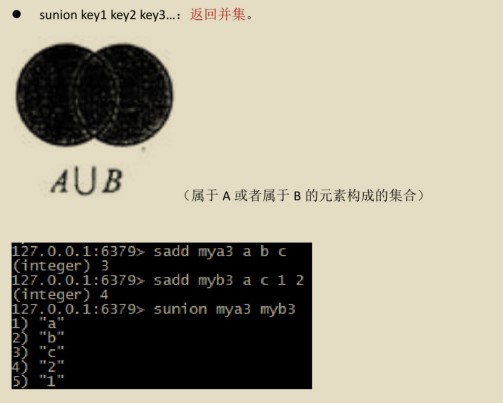 ● sunion key1 key2 key3…：返回并集。
A∪B
（属于 A 或者属于 B 的元素构成的集合）
127.0.0.1:6379> sadd mya3 a b c
(integer) 3
127.0.0.1:6379> sadd myb3 a c 1 2
(integer) 4
127.0.0.1:6379> sunion mya3 myb3
1) "a"
2) "b"
3) "c"
4) "2"
5) "1"